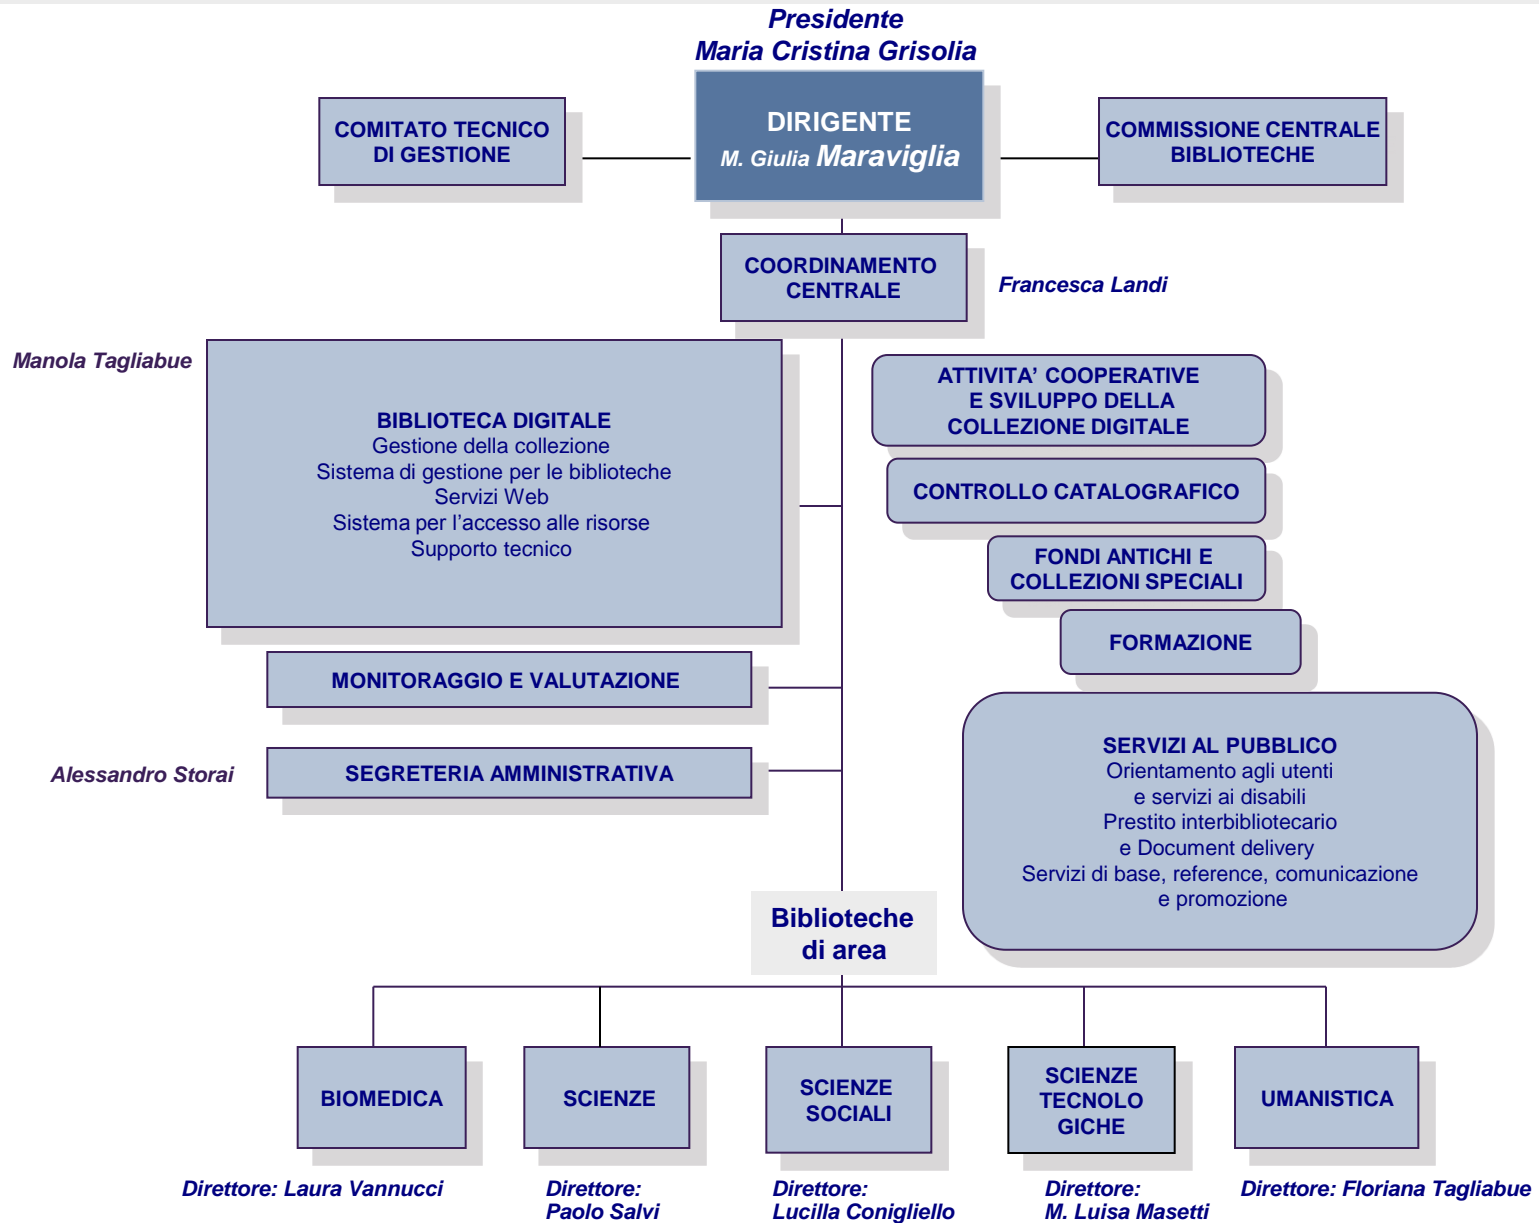 Presidente
Maria Cristina Grisolia
COMITATO TECNICO
DI GESTIONE
DIRIGENTE
M. Giulia Maraviglia
COMMISSIONE CENTRALE
BIBLIOTECHE
COORDINAMENTO
CENTRALE
Francesca Landi
Manola Tagliabue
BIBLIOTECA DIGITALE
Gestione della collezione
Sistema di gestione per le biblioteche
Servizi Web
Sistema per l’accesso alle risorse
Supporto tecnico
ATTIVITA’ COOPERATIVE
E SVILUPPO DELLA
COLLEZIONE DIGITALE
CONTROLLO CATALOGRAFICO
FONDI ANTICHI E
COLLEZIONI SPECIALI
FORMAZIONE
MONITORAGGIO E VALUTAZIONE
Alessandro Storai
SEGRETERIA AMMINISTRATIVA
SERVIZI AL PUBBLICO
Orientamento agli utenti
e servizi ai disabili
Prestito interbibliotecario
e Document delivery
Servizi di base, reference, comunicazione
e promozione
Biblioteche
di area
BIOMEDICA
SCIENZE
SCIENZE
SOCIALI
SCIENZE
TECNOLO
GICHE
UMANISTICA
Direttore: Laura Vannucci
Direttore:
Paolo Salvi
Direttore:
Lucilla Conigliello
Direttore:
M. Luisa Masetti
Direttore: Floriana Tagliabue